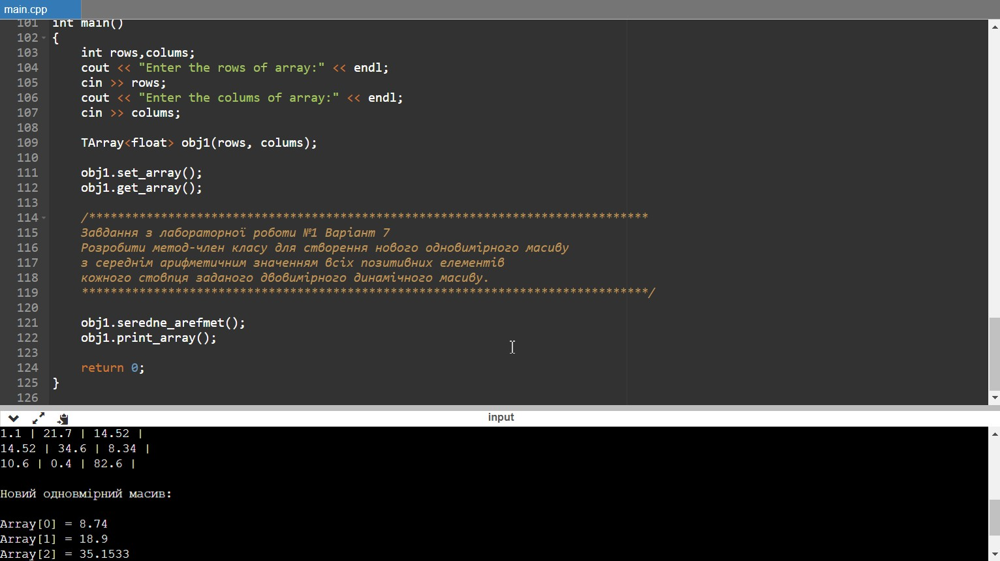 main.cpp
101 int main()
102 {
103 int rows,colums;
104 cout << "Enter the rows of array:" << endl;
105 cin >> rows;
106 cout << "Enter the colums of array:" << endl;
107 cin >> colums;
108
109 TArray<float> obj1(rows, colums);
110
111 obj1.set_array();
112 obj1.get_array();
113
114 /******************************************************************************
115 Завдання з лабораторної роботи №1 Варіант 7
116 Розробити метод-член класу для створення нового одновимірного масиву
117 з середнім арифметичним значенням всіх позитивних елементів
118 кожного стовпця заданого двовимірного динамічного масиву.
119 *******************************************************************************/
120
121 obj1.seredne_arefmet();
122 obj1.print_array();
123
124 return 0;
125 }
126
input
1.1 | 21.7 | 14.52 |
14.52 | 34.6 | 8.34 |
10.6 | 0.4 | 82.6 |
Новий одновмірний масив:
Array[0] = 8.74
Array[1] = 18.9
Array[2] = 35.1533